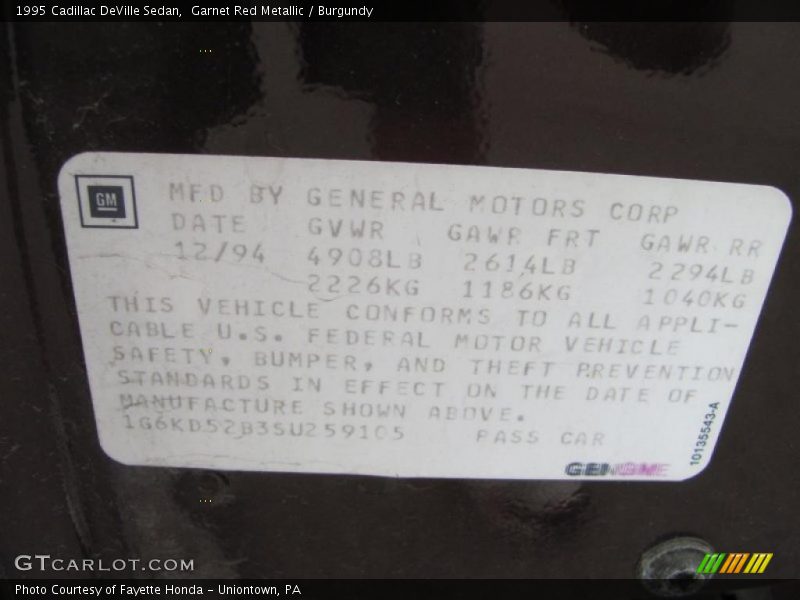 1995 Cadillac DeVille Sedan,  Garnet Red Metallic / Burgundy
GM
MFD BY GENERAL MOTORS CORP
DATE GVWR GAWR FRT GAWR RR
12/94 4908LB 2614LB 2294LB
2226KG 1186KG 1040KG
THIS VEHICLE CONFORMS TO ALL APPLI-
CABLE U.S. FEDERAL MOTOR VEHICLE
SAFETY, BUMPER, AND THEFT PREVENTION
STANDARDS IN EFFECT ON THE DATE OF
MANUFACTURE SHOWN ABOVE.
1G6KD52B3SU259105 PASS CAR
10135543-A
GTCARLOT.COM
Photo Courtesy of Fayette Honda - Uniontown, PA